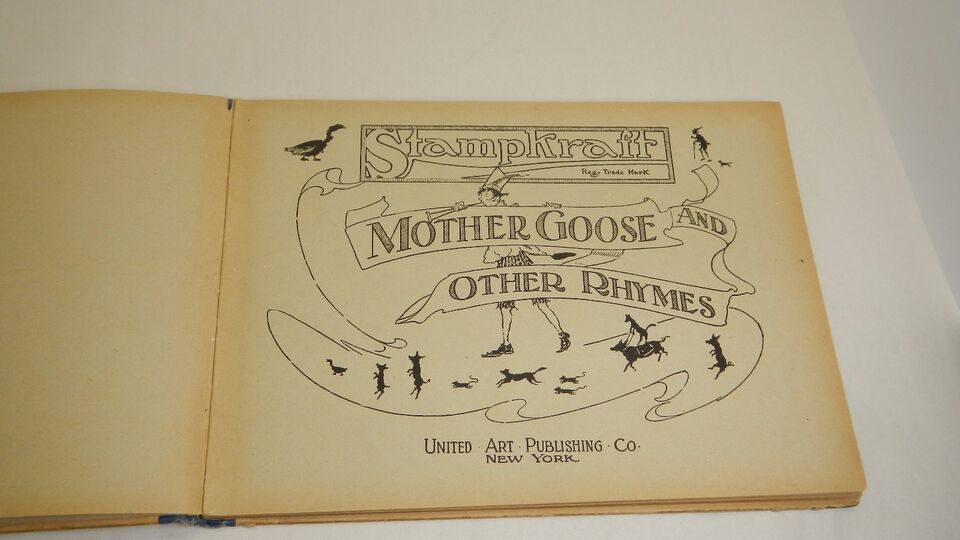 Stampkraft
Reg. Trade Mark
MOTHER GOOSE AND
OTHER RHYMES
UNITED · ART · PUBLISHING · CO.
NEW YORK